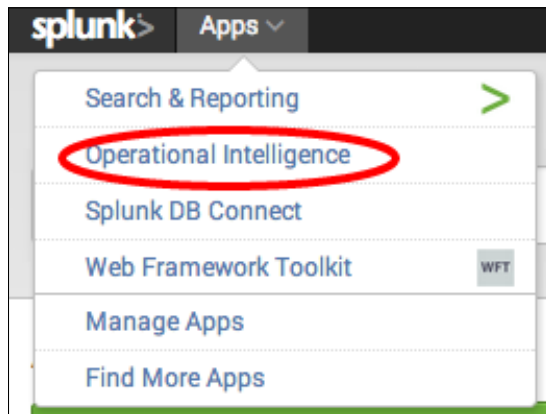 splunk> Apps
Search & Reporting >
Operational Intelligence
Splunk DB Connect
Web Framework Toolkit WFT
Manage Apps
Find More Apps